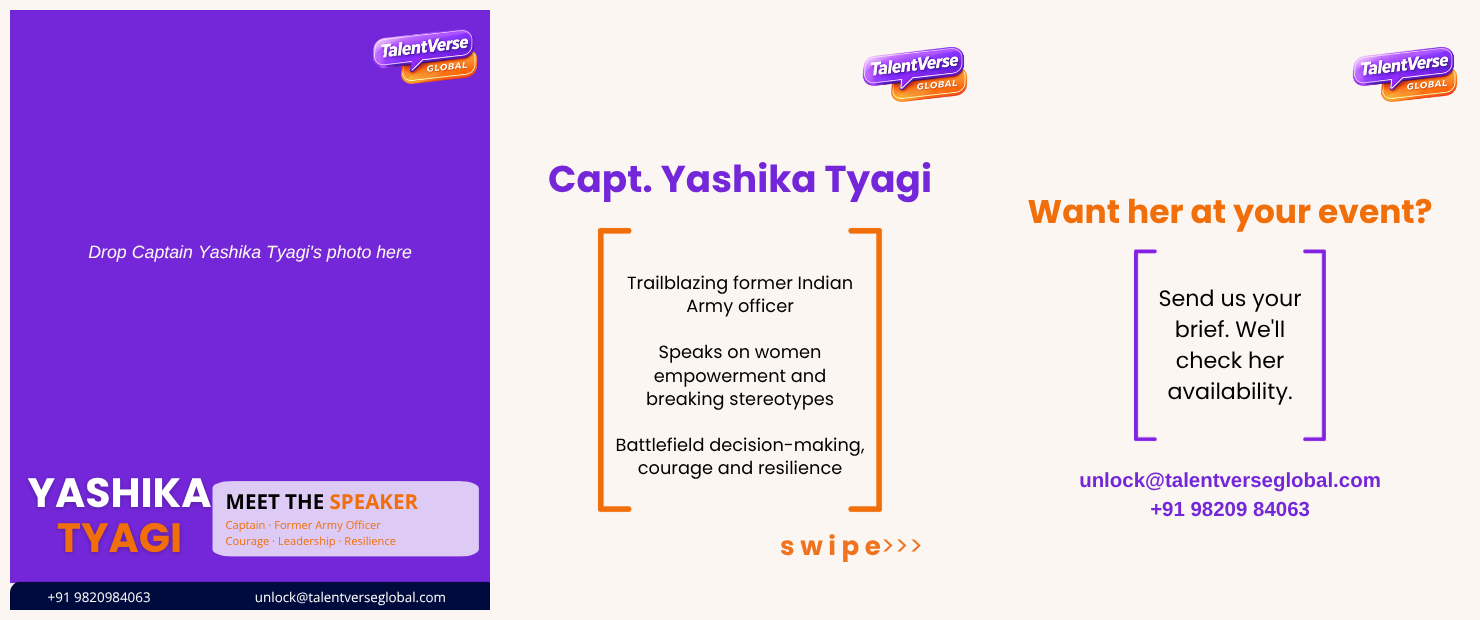 TalentVerse
GLOBAL
Drop Captain Yashika Tyagi's photo here
YASHIKA
TYAGI
MEET THE SPEAKER
Captain · Former Army Officer
Courage · Leadership · Resilience
+91 9820984063
unlock@talentverseglobal.com
TalentVerse
GLOBAL
Capt. Yashika Tyagi
Trailblazing former Indian
Army officer
Speaks on women
empowerment and
breaking stereotypes
Battlefield decision-making,
courage and resilience
swipe>>>
TalentVerse
GLOBAL
Want her at your event?
Send us your
brief. We'll
check her
availability.
unlock@talentverseglobal.com
+91 98209 84063